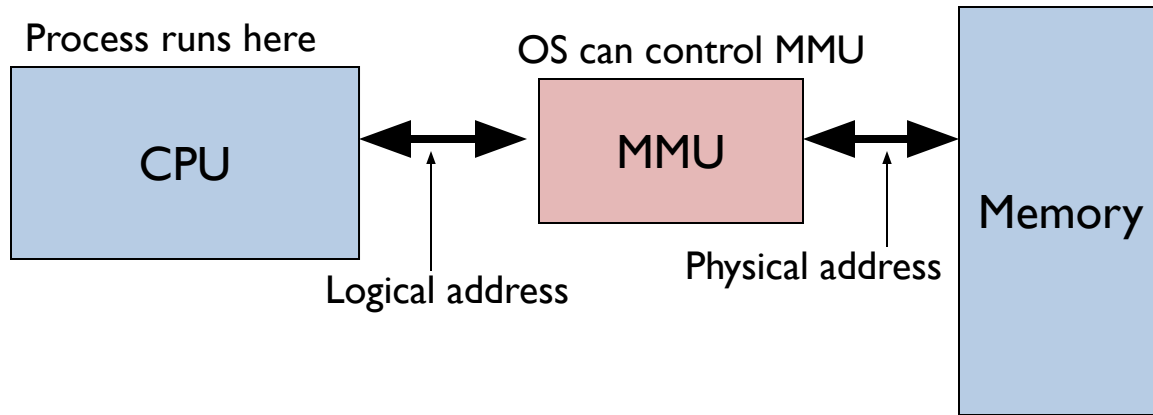 Process runs here
OS can control MMU
CPU
MMU
Memory
Logical address
Physical address